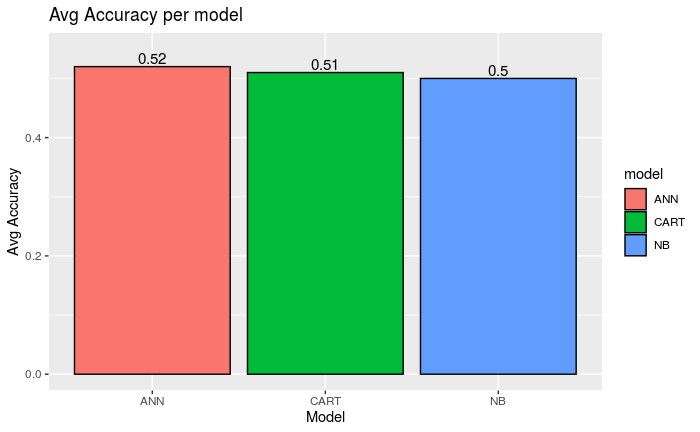 Avg Accuracy per model
0.52
0.51
0.5
0.4
0.2
0.0
Avg Accuracy
ANN
CART
NB
Model
model
ANN
CART
NB